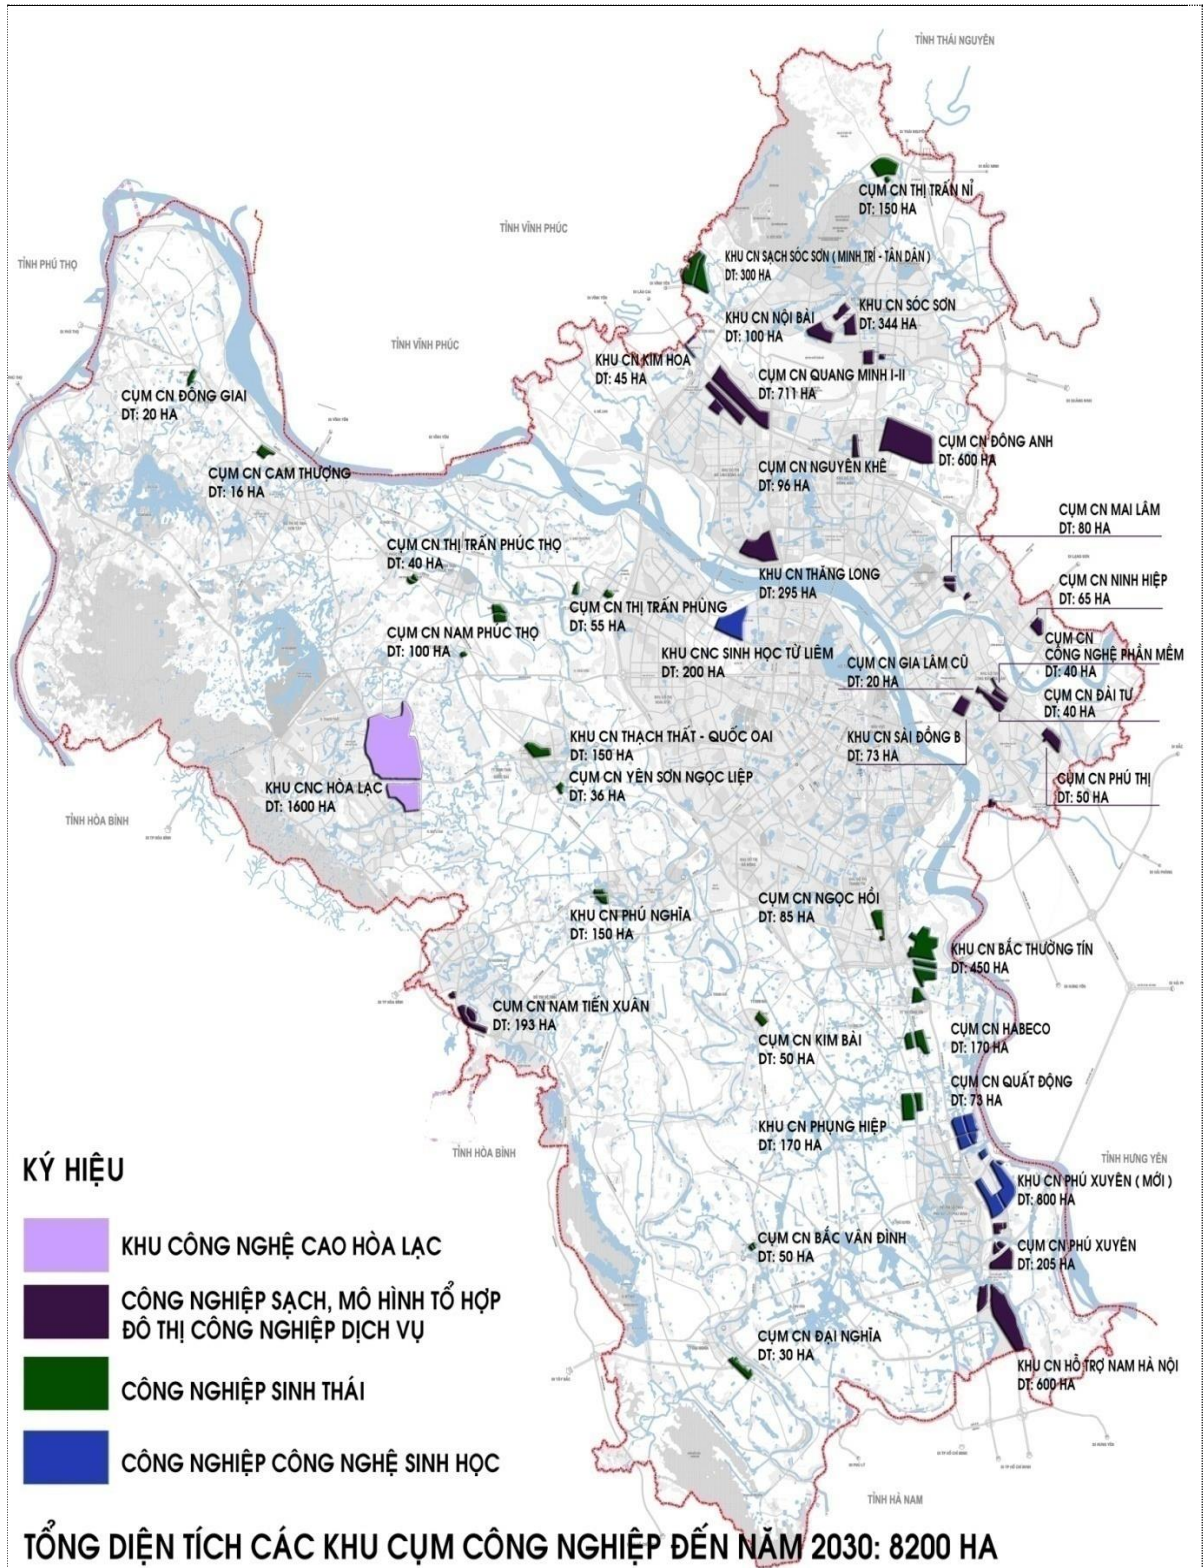 TỈNH THÁI NGUYÊN
CỤM CN THỊ TRẤN NỈ
DT: 150 HA
TỈNH VĨNH PHÚC
TỈNH PHÚ THỌ
KHU CN SẠCH SÓC SƠN ( MINH TRÍ - TÂN DÂN )
DT: 300 HA
KHU CN SÓC SƠN
DT: 344 HA
KHU CN NỘI BÀI
DT: 100 HA
TỈNH VĨNH PHÚC
KHU CN KIM HOA
DT: 45 HA
CỤM CN QUANG MINH I-II
DT: 711 HA
CỤM CN ĐỒNG GIAI
DT: 20 HA
CỤM CN ĐÔNG ANH
DT: 600 HA
CỤM CN CAM THƯỢNG
DT: 16 HA
CỤM CN NGUYÊN KHÊ
DT: 96 HA
CỤM CN MAI LÂM
DT: 80 HA
CỤM CN THỊ TRẤN PHÚC THỌ
DT: 40 HA
KHU CN THĂNG LONG
DT: 295 HA
CỤM CN NINH HIỆP
DT: 65 HA
CỤM CN THỊ TRẤN PHÙNG
DT: 55 HA
CỤM CN NAM PHÚC THỌ
DT: 100 HA
KHU CNC SINH HỌC TỪ LIÊM
DT: 200 HA
CỤM CN
CÔNG NGHỆ PHẦN MỀM
DT: 40 HA
CỤM CN GIA LÂM CŨ
DT: 20 HA
CỤM CN ĐÀI TƯ
DT: 40 HA
KHU CN SÀI ĐỒNG B
DT: 73 HA
KHU CN THẠCH THẤT - QUỐC OAI
DT: 150 HA
CỤM CN YÊN SƠN NGỌC LIỆP
DT: 36 HA
CỤM CN PHÚ THỊ
DT: 50 HA
KHU CNC HÒA LẠC
DT: 1600 HA
TỈNH HÒA BÌNH
KHU CN PHÚ NGHĨA
DT: 150 HA
CỤM CN NGỌC HỒI
DT: 85 HA
KHU CN BẮC THƯỜNG TÍN
DT: 450 HA
CUM CN NAM TIẾN XUÂN
DT: 193 HA
CỤM CN KIM BÀI
DT: 50 HA
CỤM CN HABECO
DT: 170 HA
CỤM CN QUẤT ĐỘNG
DT: 73 HA
KHU CN PHỤNG HIỆP
DT: 170 HA
TỈNH HÒA BÌNH
TỈNH HƯNG YÊN
KHU CN PHÚ XUYÊN ( MỚI )
DT: 800 HA
CỤM CN BẮC VÂN ĐÌNH
DT: 50 HA
CỤM CN PHÚ XUYÊN
DT: 205 HA
CỤM CN ĐẠI NGHĨA
DT: 30 HA
KHU CN HỖ TRỢ NAM HÀ NỘI
DT: 600 HA
TỈNH HÀ NAM
KÝ HIỆU
KHU CÔNG NGHỆ CAO HÒA LẠC
CÔNG NGHIỆP SẠCH, MÔ HÌNH TỔ HỢP
ĐÔ THỊ CÔNG NGHIỆP DỊCH VỤ
CÔNG NGHIỆP SINH THÁI
CÔNG NGHIỆP CÔNG NGHỆ SINH HỌC
TỔNG DIỆN TÍCH CÁC KHU CỤM CÔNG NGHIỆP ĐẾN NĂM 2030: 8200 HA